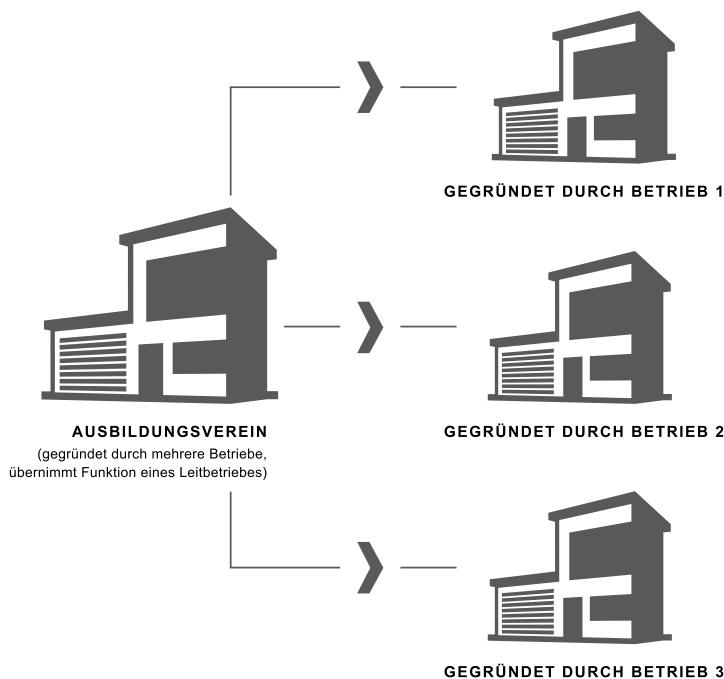 GEGRÜNDET DURCH BETRIEB 1
AUSBILDUNGSVEREIN
(gegründet durch mehrere Betriebe,
übernimmt Funktion eines Leitbetriebes)
GEGRÜNDET DURCH BETRIEB 2
GEGRÜNDET DURCH BETRIEB 3